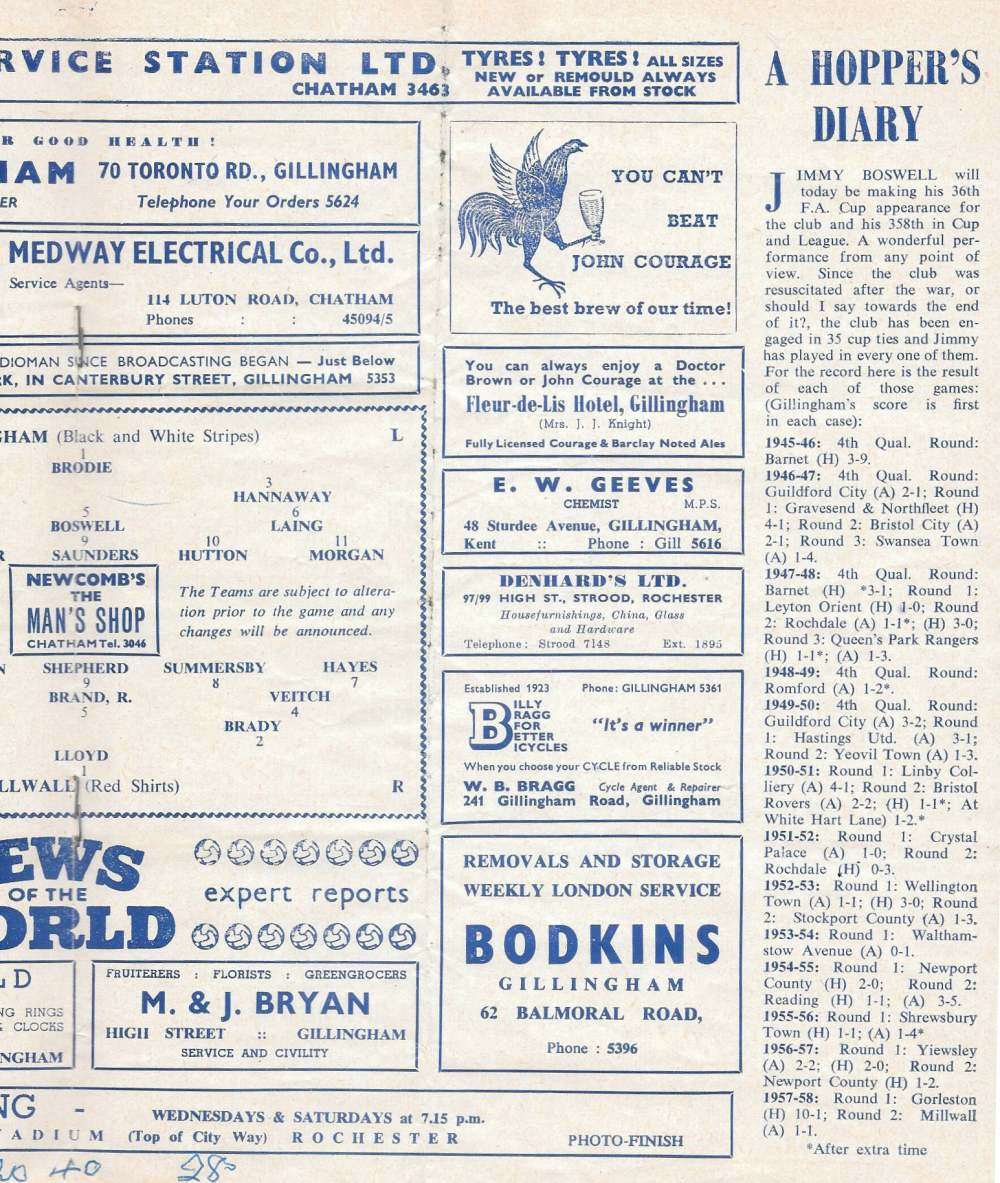 RVICE STATION LTD.
CHATHAM 3463
TYRES! TYRES! ALL SIZES
NEW or REMOULD ALWAYS
AVAILABLE FROM STOCK
R GOOD HEALTH!
AM 70 TORONTO RD., GILLINGHAM
ER Telephone Your Orders 5624
MEDWAY ELECTRICAL Co., Ltd.
Service Agents—
114 LUTON ROAD, CHATHAM
Phones : : 45094/5
DIOMAN SINCE BROADCASTING BEGAN — Just Below
RK, IN CANTERBURY STREET, GILLINGHAM 5353
GHAM (Black and White Stripes) L
1
BRODIE
3
HANNAWAY
5 6
BOSWELL LAING
9 10 11
R SAUNDERS HUTTON MORGAN
NEWCOMB'S
THE
MAN'S SHOP
CHATHAM Tel. 3046
The Teams are subject to altera-
tion prior to the game and any
changes will be announced.
N SHEPHERD SUMMERSBY HAYES
9 8 7
BRAND, R. VEITCH
5 4
BRADY
2
LLOYD
1
LLWALL (Red Shirts) R
EWS
OF THE
ORLD
expert reports
LD
NG RINGS
& CLOCKS
NGHAM
FRUITERERS : FLORISTS : GREENGROCERS
M. & J. BRYAN
HIGH STREET :: GILLINGHAM
SERVICE AND CIVILITY
NG -
ADIUM
WEDNESDAYS & SATURDAYS at 7.15 p.m.
(Top of City Way) ROCHESTER
PHOTO-FINISH
20 40 28
YOU CAN'T
BEAT
JOHN COURAGE
The best brew of our time!
You can always enjoy a Doctor
Brown or John Courage at the ...
Fleur-de-Lis Hotel, Gillingham
(Mrs. J. J. Knight)
Fully Licensed Courage & Barclay Noted Ales
E. W. GEEVES
CHEMIST M.P.S.
48 Sturdee Avenue, GILLINGHAM,
Kent :: Phone : Gill 5616
DENHARD'S LTD.
97/99 HIGH ST., STROOD, ROCHESTER
Housefurnishings, China, Glass
and Hardware
Telephone: Strood 7148 Ext. 1895
Established 1923 Phone: GILLINGHAM 5361
BILLY
RAGG
FOR
ETTER
ICYCLES
"It's a winner"
When you choose your CYCLE from Reliable Stock
W. B. BRAGG Cycle Agent & Repairer
241 Gillingham Road, Gillingham
REMOVALS AND STORAGE
WEEKLY LONDON SERVICE
BODKINS
GILLINGHAM
62 BALMORAL ROAD,
Phone : 5396
A HOPPER'S
DIARY
JIMMY BOSWELL will
today be making his 36th
F.A. Cup appearance for
the club and his 358th in Cup
and League. A wonderful per-
formance from any point of
view. Since the club was
resuscitated after the war, or
should I say towards the end
of it?, the club has been en-
gaged in 35 cup ties and Jimmy
has played in every one of them.
For the record here is the result
of each of those games:
(Gillingham's score is first
in each case):
1945-46: 4th Qual. Round:
Barnet (H) 3-9.
1946-47: 4th Qual. Round:
Guildford City (A) 2-1; Round
1: Gravesend & Northfleet (H)
4-1; Round 2: Bristol City (A)
2-1; Round 3: Swansea Town
(A) 1-4.
1947-48: 4th Qual. Round:
Barnet (H) *3-1; Round 1:
Leyton Orient (H) 1-0; Round
2: Rochdale (A) 1-1*; (H) 3-0;
Round 3: Queen's Park Rangers
(H) 1-1*; (A) 1-3.
1948-49: 4th Qual. Round:
Romford (A) 1-2*.
1949-50: 4th Qual. Round:
Guildford City (A) 3-2; Round
1: Hastings Utd. (A) 3-1;
Round 2: Yeovil Town (A) 1-3.
1950-51: Round 1: Linby Col-
liery (A) 4-1; Round 2: Bristol
Rovers (A) 2-2; (H) 1-1*; At
White Hart Lane) 1-2.*
1951-52: Round 1: Crystal
Palace (A) 1-0; Round 2:
Rochdale (H) 0-3.
1952-53: Round 1: Wellington
Town (A) 1-1; (H) 3-0; Round
2: Stockport County (A) 1-3.
1953-54: Round 1: Waltham-
stow Avenue (A) 0-1.
1954-55: Round 1: Newport
County (H) 2-0; Round 2:
Reading (H) 1-1; (A) 3-5.
1955-56: Round 1: Shrewsbury
Town (H) 1-1; (A) 1-4*
1956-57: Round 1: Yiewsley
(A) 2-2; (H) 2-0; Round 2:
Newport County (H) 1-2.
1957-58: Round 1: Gorleston
(H) 10-1; Round 2: Millwall
(A) 1-1.
*After extra time